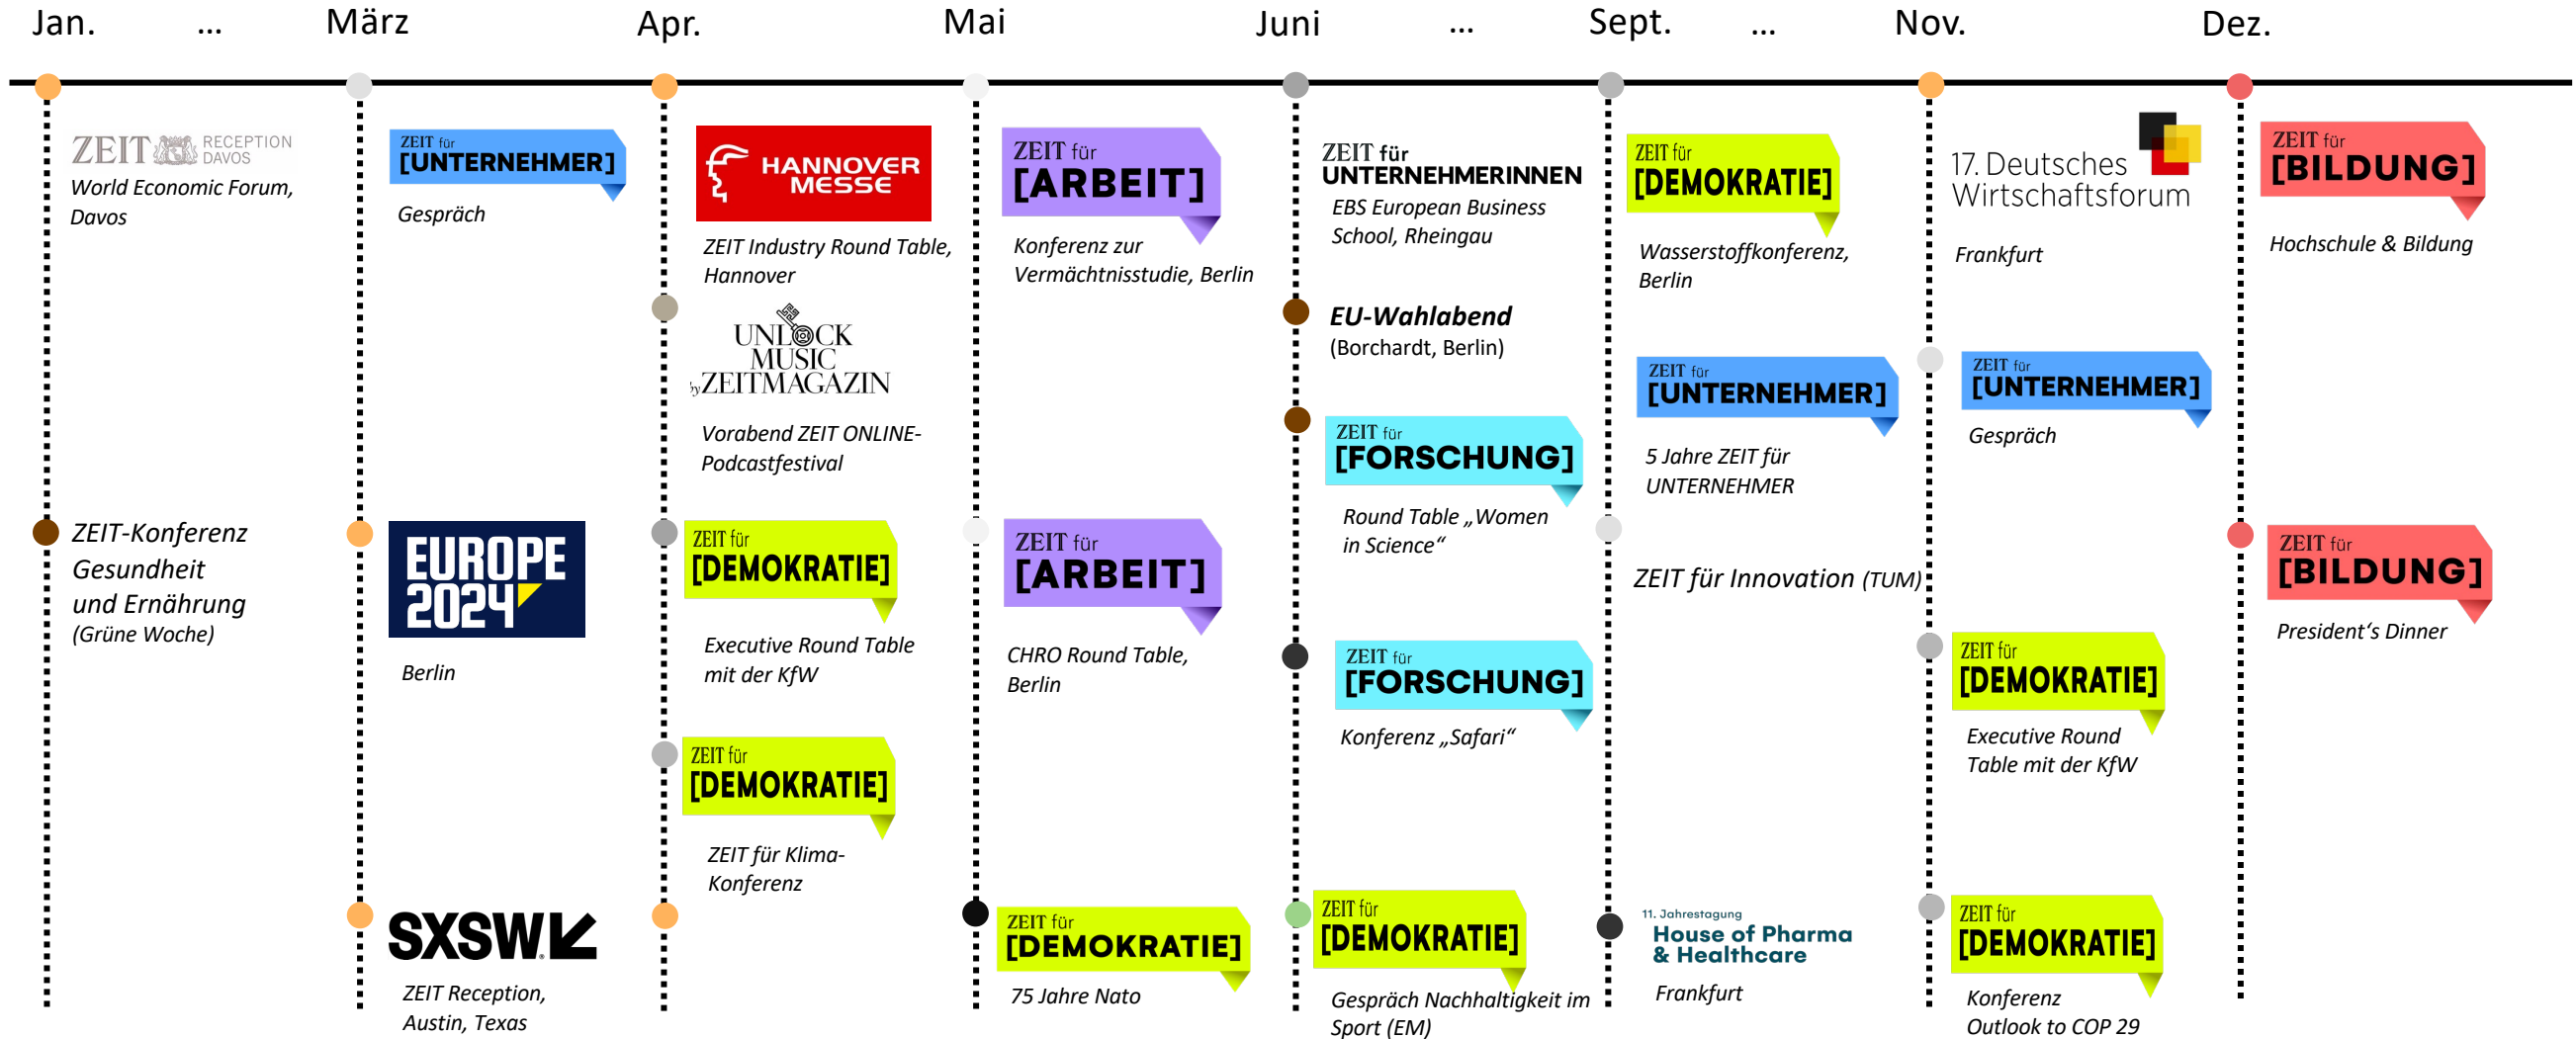 Jan. ... März Apr. Mai Juni ... Sept. ... Nov. Dez.
ZEIT RECEPTION
DAVOS
World Economic Forum,
Davos
ZEIT-Konferenz
Gesundheit
und Ernährung
(Grüne Woche)
ZEIT für
[UNTERNEHMER]
Gespräch
EUROPE
2024
Berlin
SXSW®
ZEIT Reception,
Austin, Texas
HANNOVER
MESSE
ZEIT Industry Round Table,
Hannover
UNLOCK
MUSIC
by ZEITMAGAZIN
Vorabend ZEIT ONLINE-
Podcastfestival
ZEIT für
[DEMOKRATIE]
Executive Round Table
mit der KfW
ZEIT für
[DEMOKRATIE]
ZEIT für Klima-
Konferenz
ZEIT für
[ARBEIT]
Konferenz zur
Vermächtnisstudie, Berlin
ZEIT für
[ARBEIT]
CHRO Round Table,
Berlin
ZEIT für
[DEMOKRATIE]
75 Jahre Nato
ZEIT für
UNTERNEHMERINNEN
EBS European Business
School, Rheingau
EU-Wahlabend
(Borchardt, Berlin)
ZEIT für
[FORSCHUNG]
Round Table „Women
in Science“
ZEIT für
[FORSCHUNG]
Konferenz „Safari“
ZEIT für
[DEMOKRATIE]
Gespräch Nachhaltigkeit im
Sport (EM)
ZEIT für
[DEMOKRATIE]
Wasserstoffkonferenz,
Berlin
ZEIT für
[UNTERNEHMER]
5 Jahre ZEIT für
UNTERNEHMER
ZEIT für Innovation (TUM)
11. Jahrestagung
House of Pharma
& Healthcare
Frankfurt
17. Deutsches
Wirtschaftsforum
Frankfurt
ZEIT für
[UNTERNEHMER]
Gespräch
ZEIT für
[DEMOKRATIE]
Executive Round
Table mit der KfW
ZEIT für
[DEMOKRATIE]
Konferenz
Outlook to COP 29
ZEIT für
[BILDUNG]
Hochschule & Bildung
ZEIT für
[BILDUNG]
President‘s Dinner